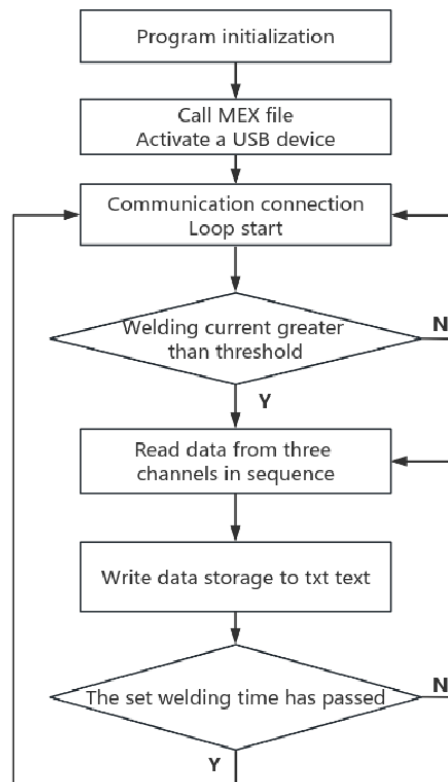 Program initialization
Call MEX file
Activate a USB device
Communication connection
Loop start
Welding current greater
than threshold
N
Y
Read data from three
channels in sequence
Write data storage to txt text
The set welding time has passed
N
Y